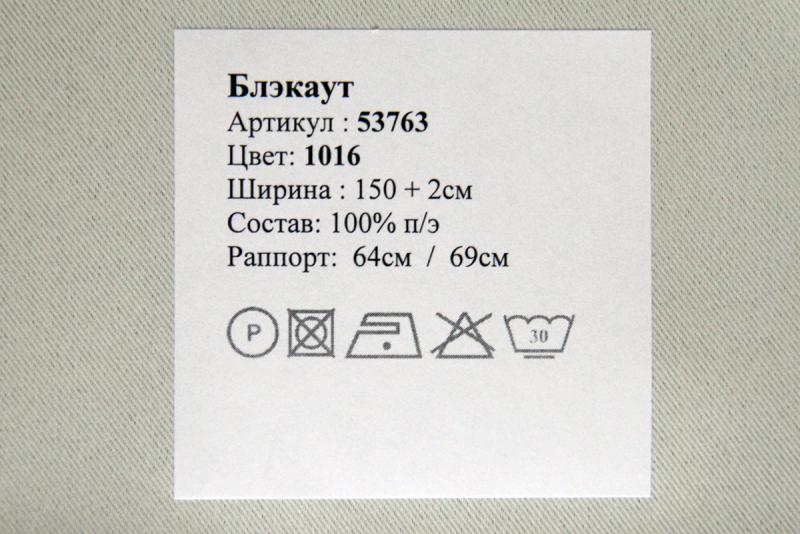 Блэкаут
Артикул : 53763
Цвет: 1016
Ширина : 150 + 2см
Состав: 100% п/э
Раппорт: 64см / 69см
P 30